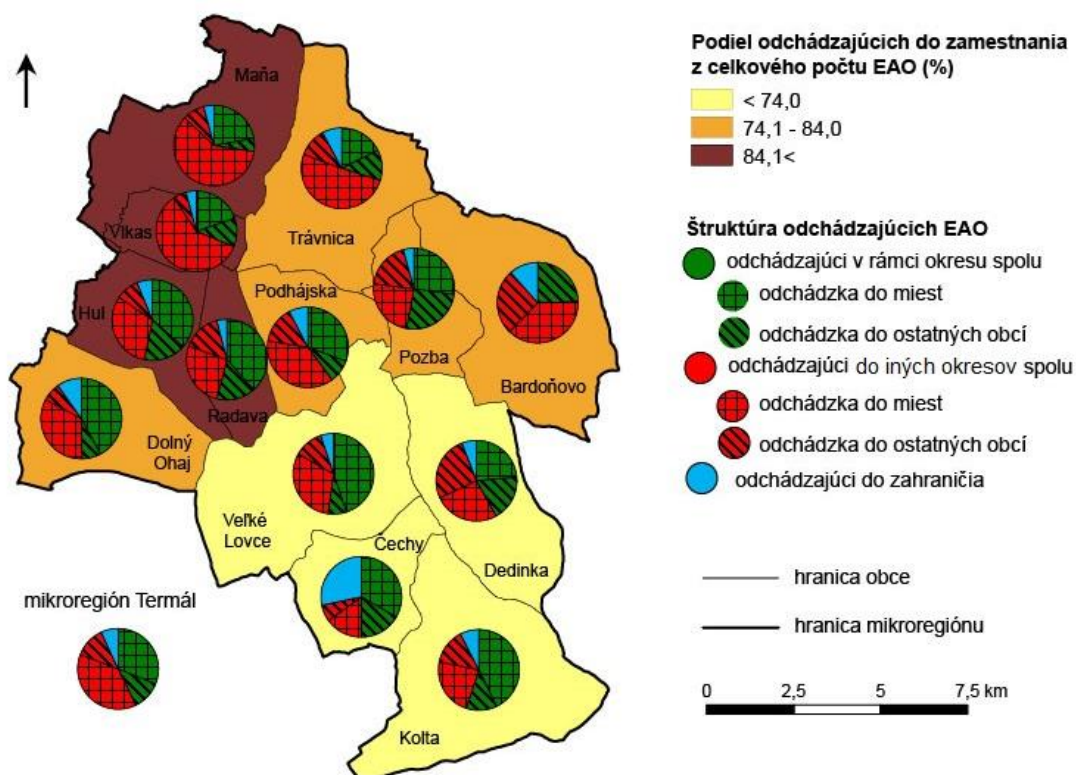 Maňa
Vlkas
Trávnica
Hul
Podhájska
Pozba
Bardoňovo
Radava
Dolný
Ohaj
Veľké
Lovce
Čechy
Dedinka
Kolta
mikroregión Termál
Podiel odchádzajúcich do zamestnania
z celkového počtu EAO (%)
< 74,0
74,1 - 84,0
84,1<
Štruktúra odchádzajúcich EAO
odchádzajúci v rámci okresu spolu
odchádzka do miest
odchádzka do ostatných obcí
odchádzajúci do iných okresov spolu
odchádzka do miest
odchádzka do ostatných obcí
odchádzajúci do zahraničia
hranica obce
hranica mikroregiónu
0 2,5 5 7,5 km